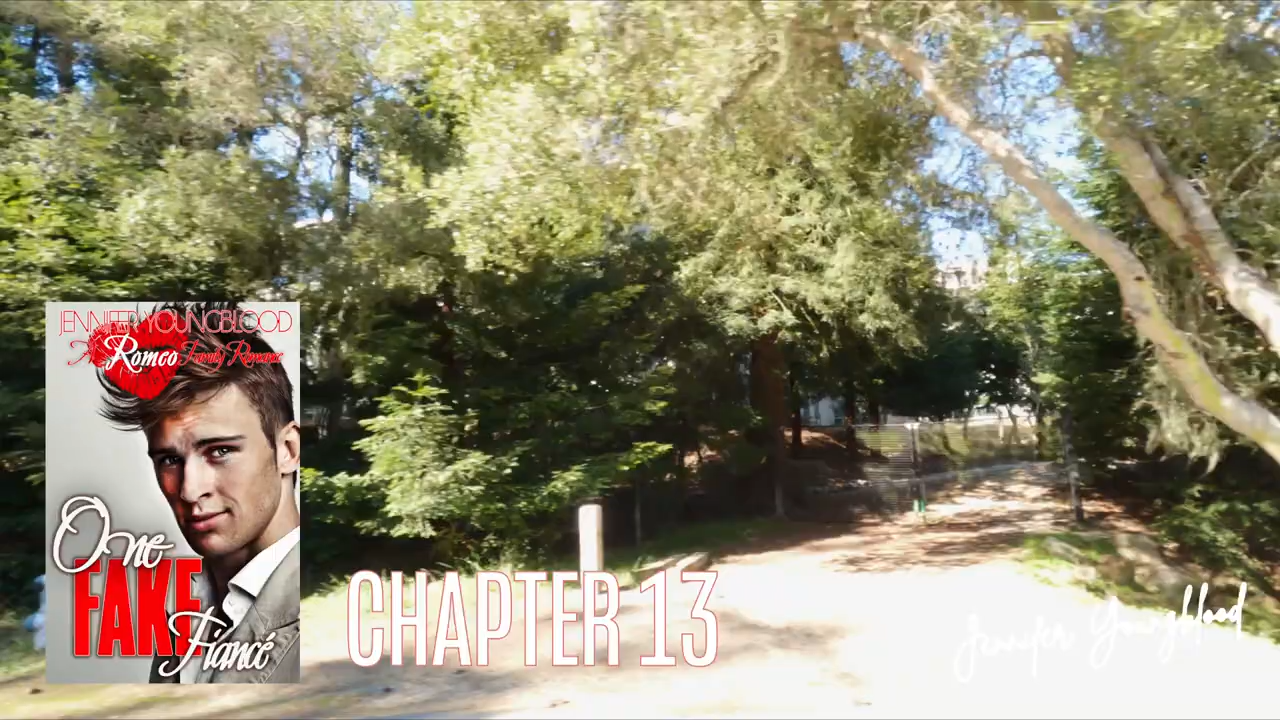 JENNIFER YOUNGBLOOD
A Romeo Family Romance
One
FAKE
Fiancé
CHAPTER 13
Jennifer Youngblood